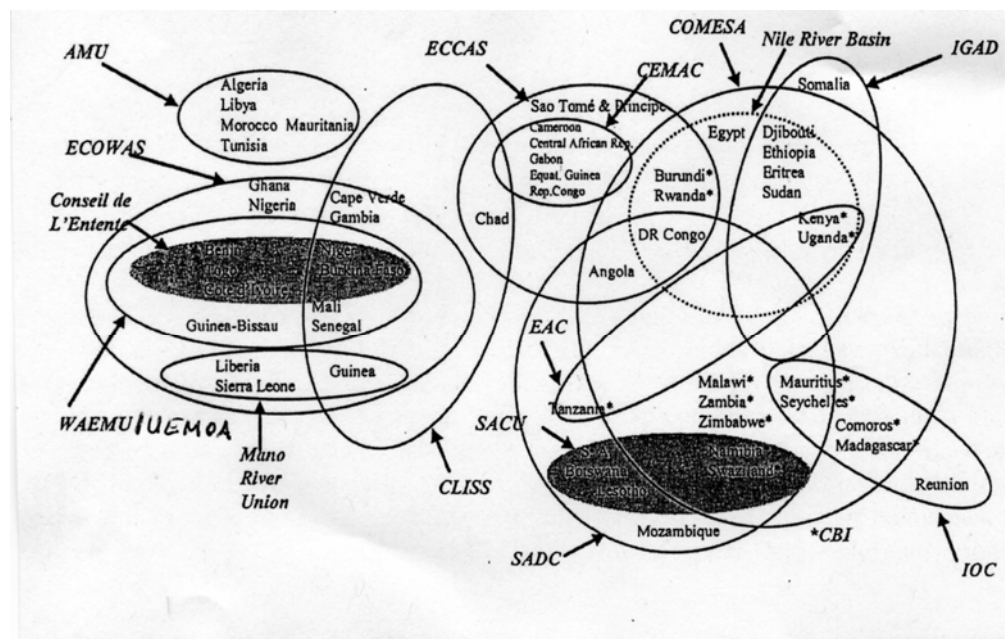 AMU
Algeria
Libya
Morocco Mauritania
Tunisia
ECOWAS
Ghana
Nigeria
Cape Verde
Gambia
Conseil de
L'Entente
Benin
Togo
Coted'Ivoire
Niger
Burkina Faso
Mali
Senegal
Guinea-Bissau
Liberia
Sierra Leone
Guinea
WAEMU/UEMOA
Mano
River
Union
CLISS
ECCAS
CEMAC
Sao Tomé & Principe
Cameroon
Central African Rep.
Gabon
Equat. Guinea
Rep.Congo
Chad
COMESA
Nile River Basin
IGAD
Somalia
Egypt
Djibouti
Ethiopia
Eritrea
Sudan
Burundi*
Rwanda*
Kenya*
Uganda*
DR Congo
Angola
EAC
Tanzania*
SACU
Malawi*
Zambia*
Zimbabwe*
Mauritius*
Seychelles*
Comoros*
Madagascar*
Reunion
Botswana
Lesotho
Namibia*
Swaziland*
Mozambique
SADC
*CBI
IOC